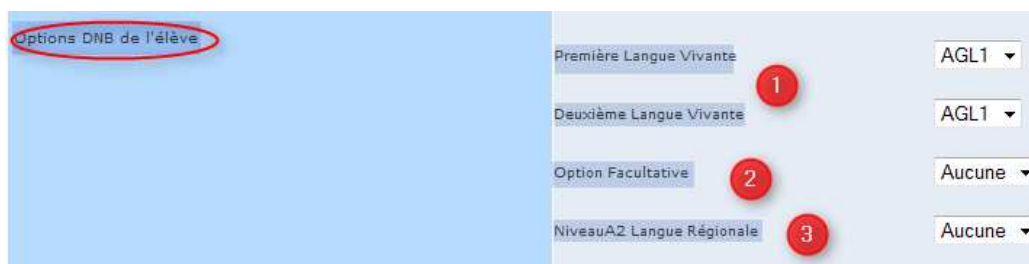 Options DNB de l'élève
Première Langue Vivante
AGL1
1
Deuxième Langue Vivante
AGL1
Option Facultative
2
Aucune
NiveauA2 Langue Régionale
3
Aucune